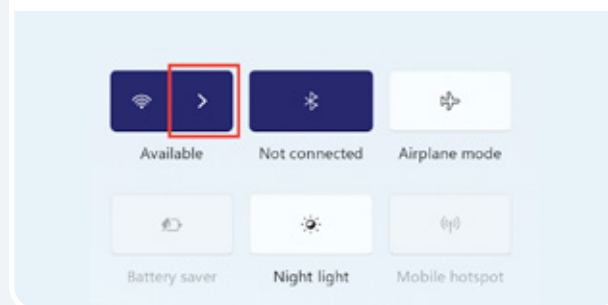 Available
Not connected
Airplane mode
Battery saver
Night light
Mobile hotspot